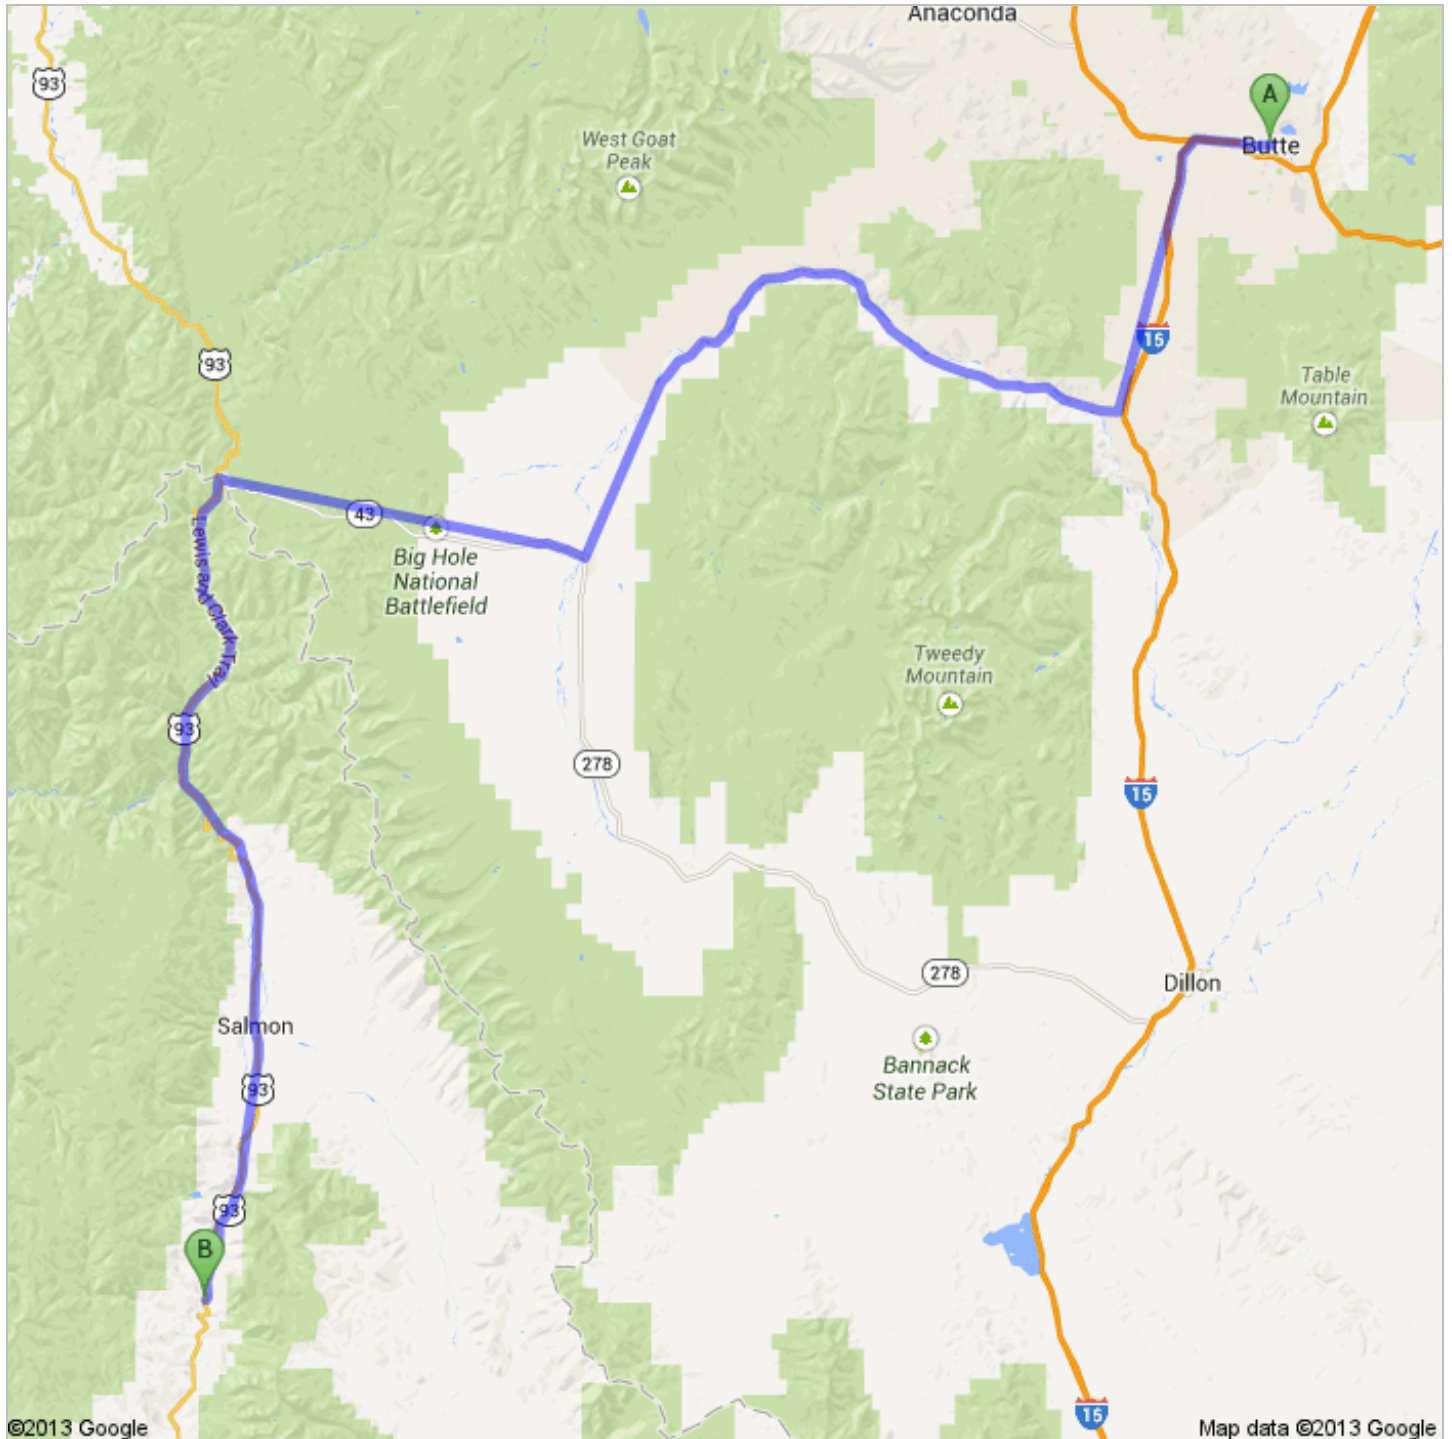 Anaconda
93
A
West Goat
Peak
Butte
15
93
Table
Mountain
43
Big Hole
National
Battlefield
Lewis and Clark Trail
Tweedy
Mountain
93
278
15
278
Dillon
Salmon
Bannack
State Park
93
93
B
15
©2013 Google
Map data ©2013 Google